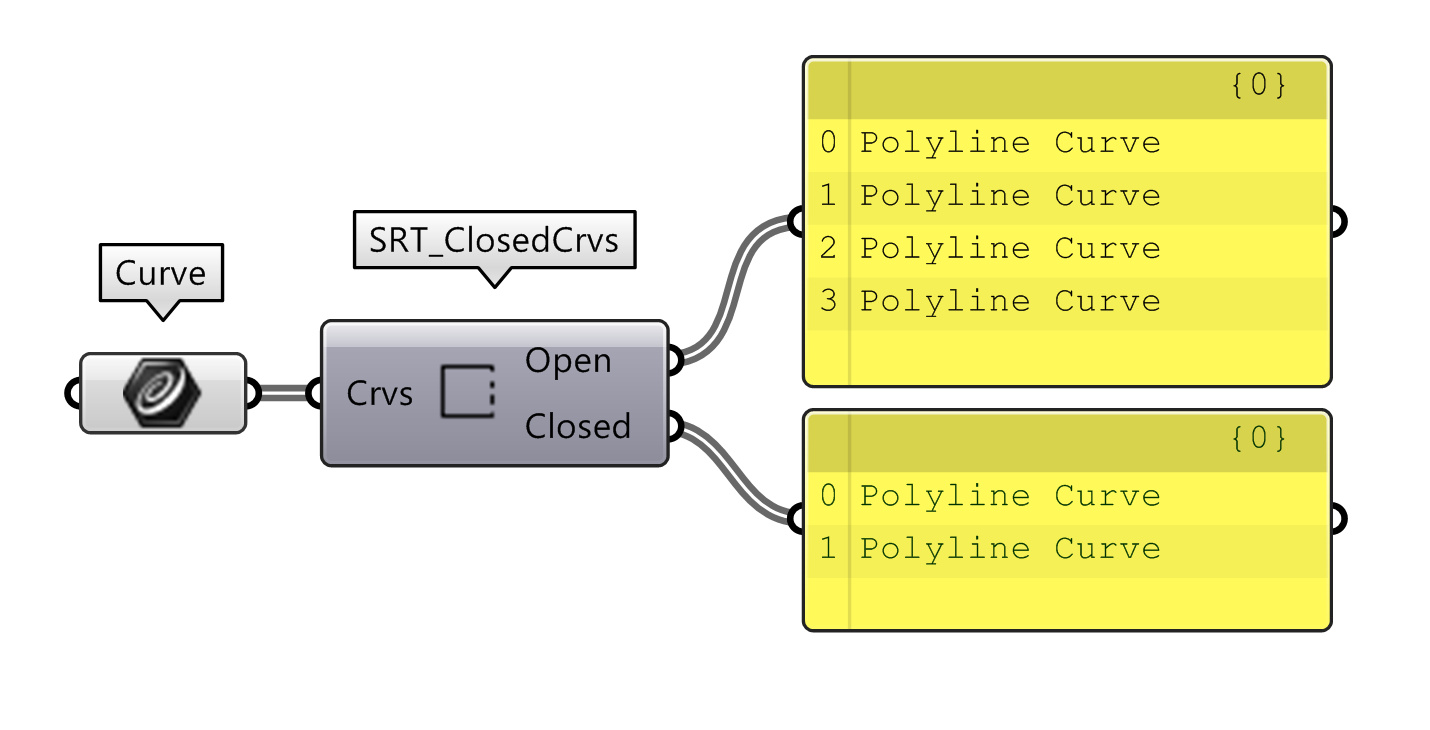 Curve
SRT_ClosedCrvs
Crvs
Open
Closed
{0}
0 Polyline Curve
1 Polyline Curve
2 Polyline Curve
3 Polyline Curve
{0}
0 Polyline Curve
1 Polyline Curve